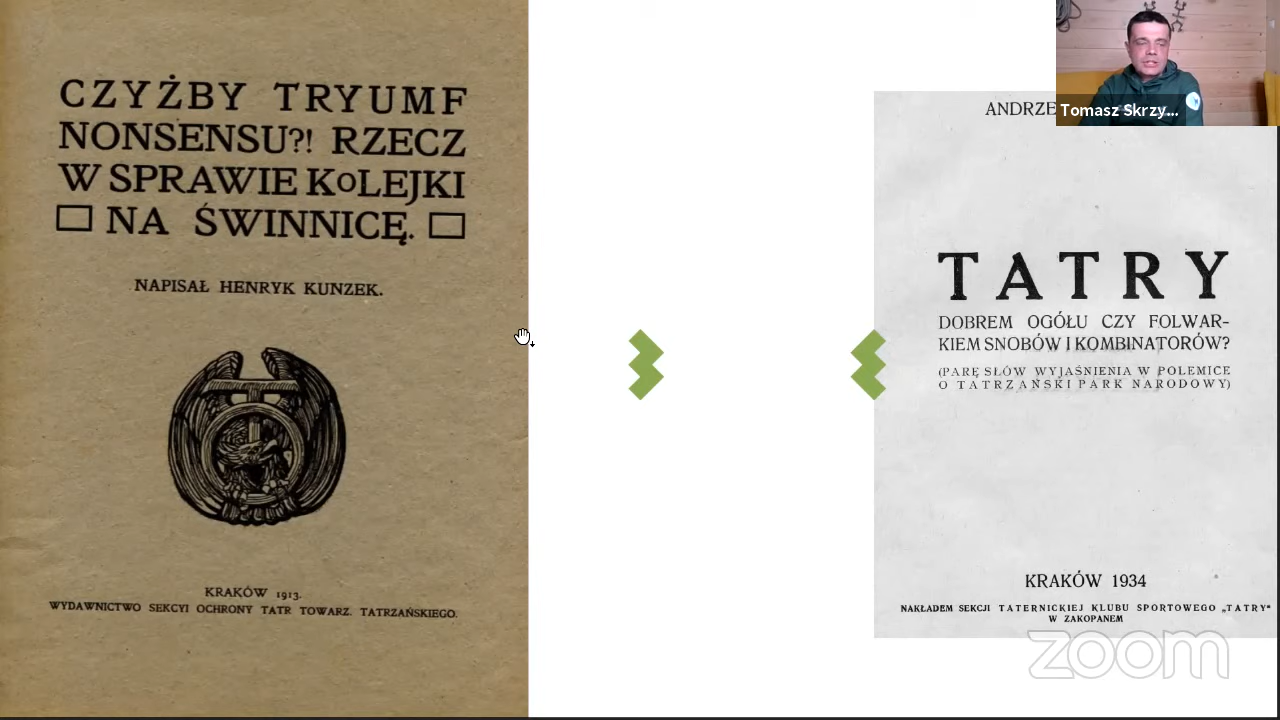 CZYŻBY TRYUMF
NONSENSU?! RZECZ
W SPRAWIE KOLEJKI
NA ŚWINNICĘ.
NAPISAŁ HENRYK KUNZEK.
KRAKÓW 1913.
WYDAWNICTWO SEKCYI OCHRONY TATR TOWARZ. TATRZAŃSKIEGO.
ANDRZE
Tomasz Skrzy...
TATRY
DOBREM OGÓŁU CZY FOLWAR-
KIEM SNOBÓW I KOMBINATORÓW?
(PARĘ SŁÓW WYJAŚNIENIA W POLEMICE
O TATRZAŃSKI PARK NARODOWY)
KRAKÓW 1934
NAKŁADEM SEKCJI TATERNICKIEJ KLUBU SPORTOWEGO „TATRY"
W ZAKOPANEM
zoom